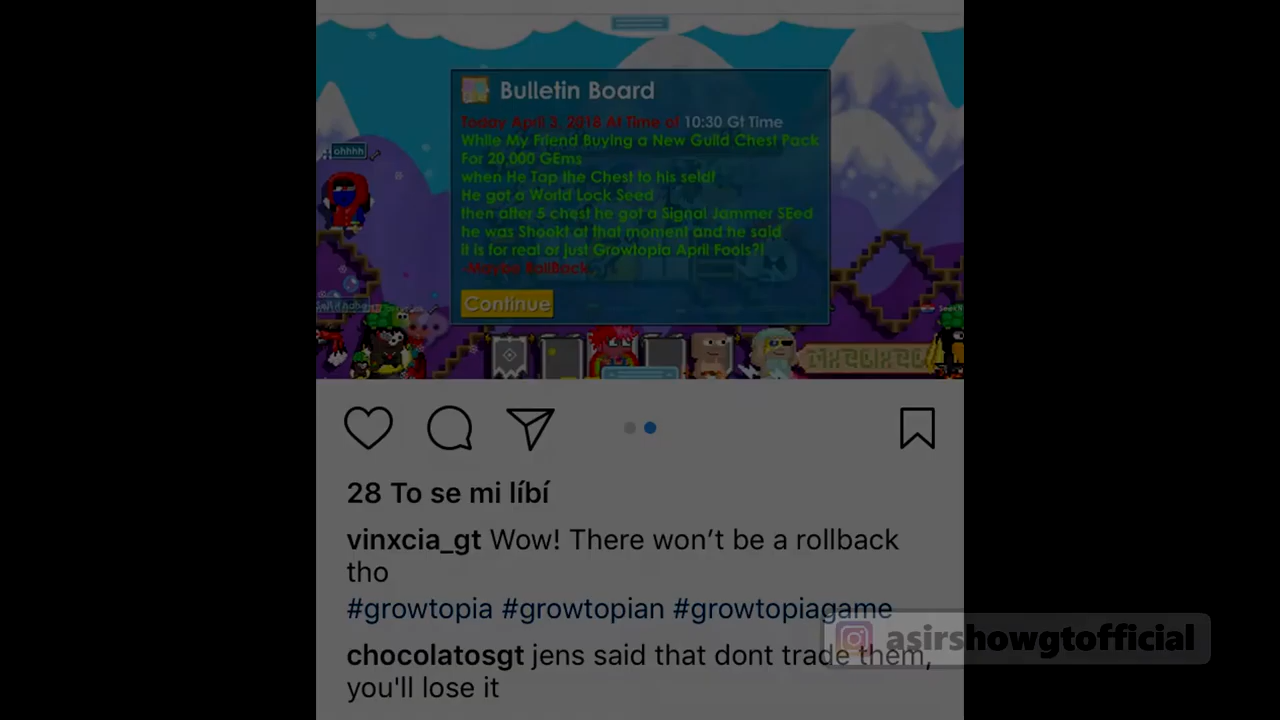 Bulletin Board
Today April 3, 2018 At Time of 10:30 Gt Time
While My Friend Buying a New Guild Chest Pack
For 20,000 GEms
when He Tap the Chest to his self!
He got a World Lock Seed
then after 5 chest he got a Signal Jammer SEed
he was Shookt at that moment and he said
it is for real or just Growtopia April Fools?!
-Maybe RollBack..
ohhhh
Continue
28 To se mi líbí
vinxcia_gt Wow! There won’t be a rollback
tho
#growtopia #growtopian #growtopiagame
asirshowgtofficial
chocolatosgt jens said that dont trade them,
you'll lose it